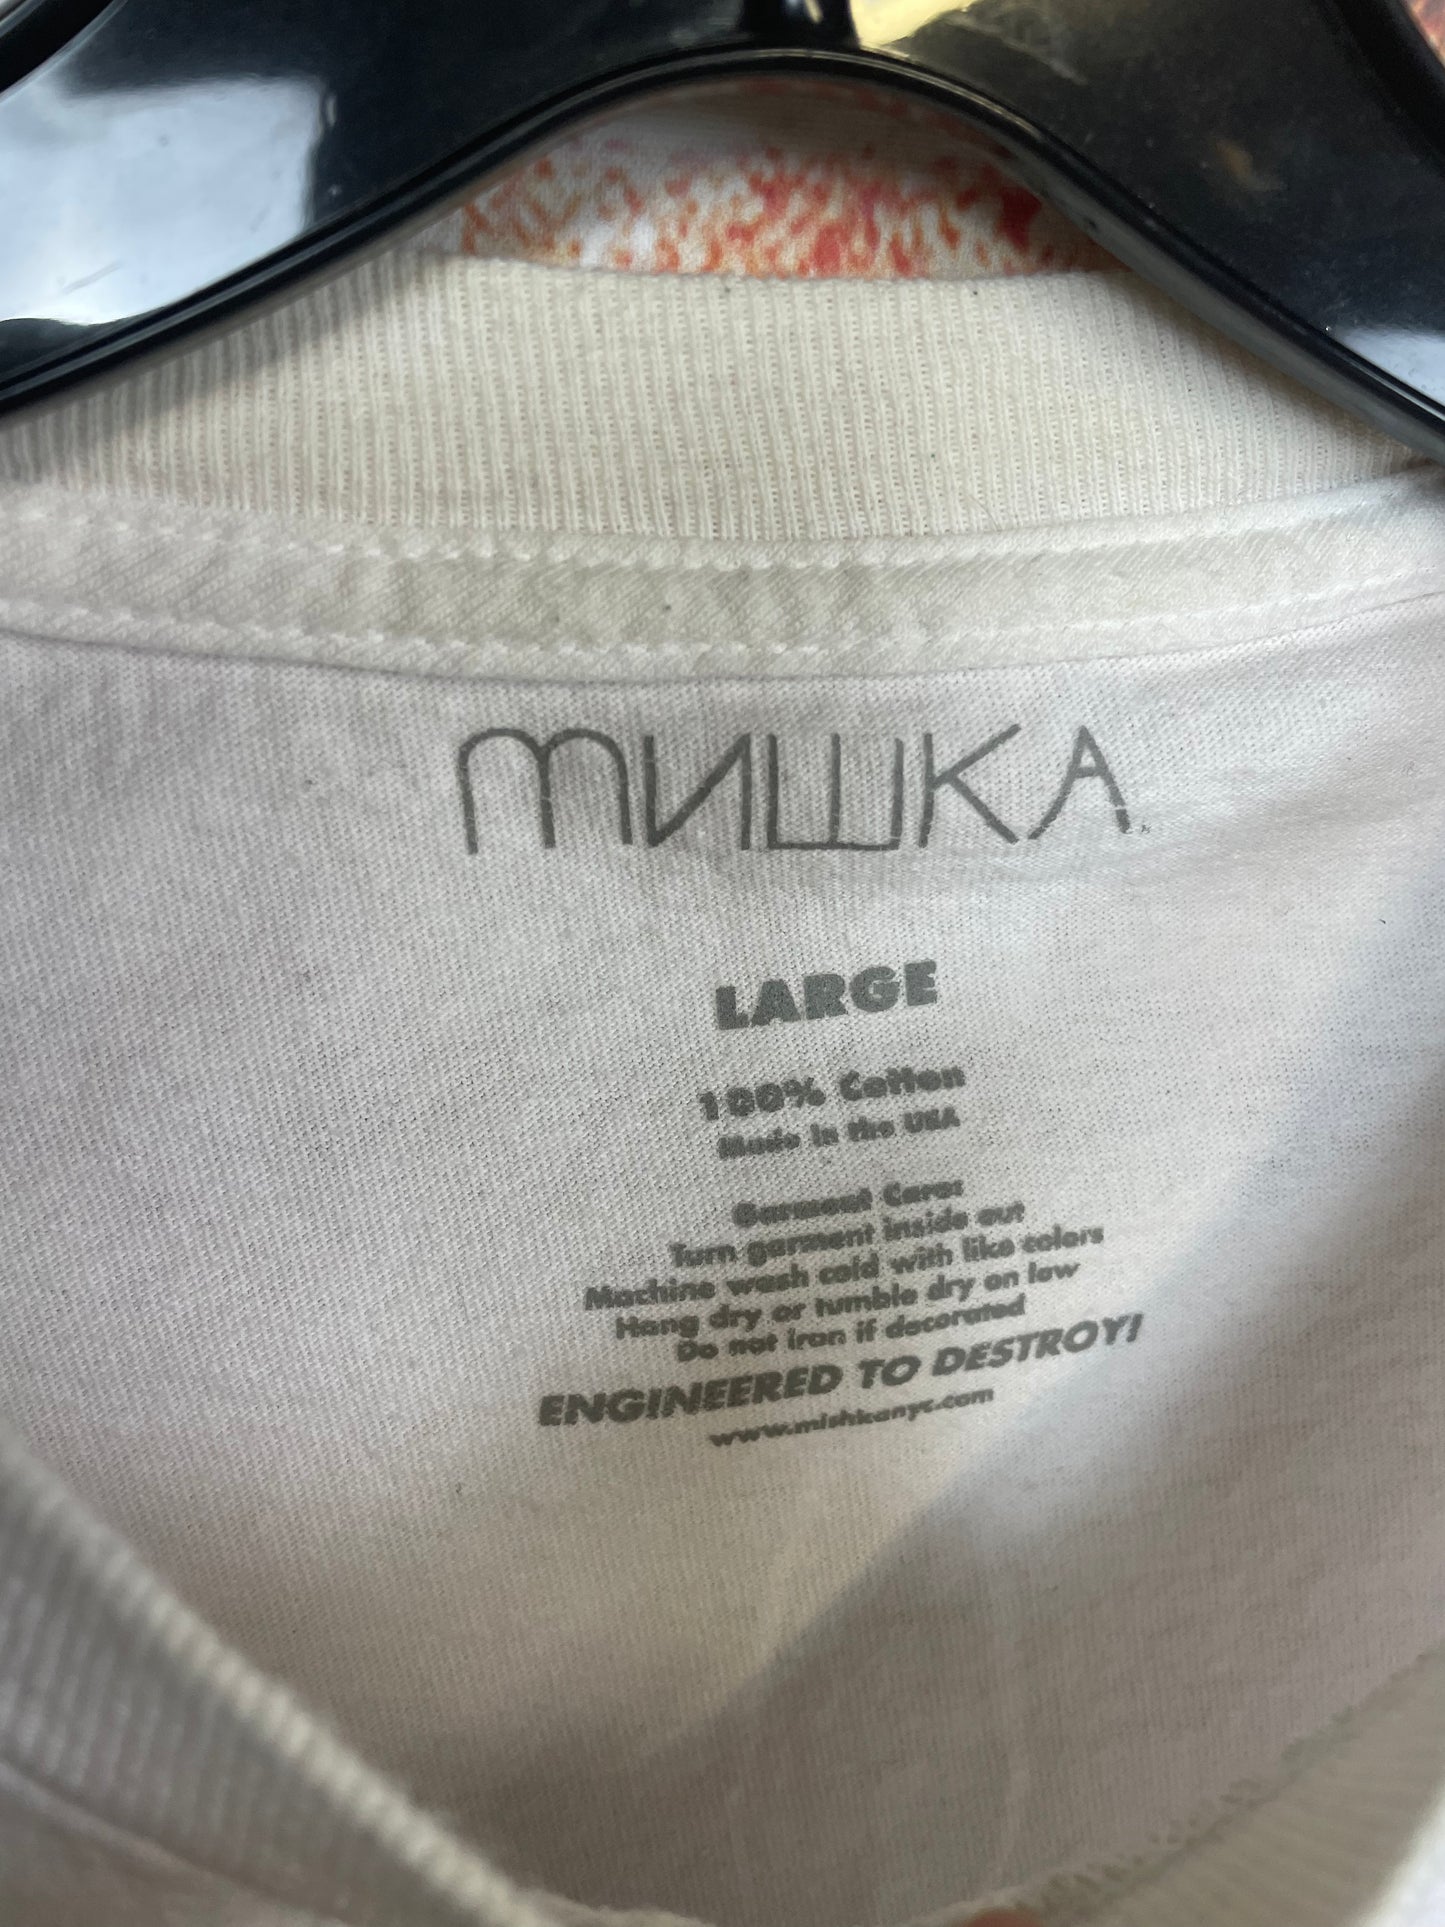 МИШКА
LARGE
100% Cotton
Made in the USA
Garment Care:
Turn garment inside out
Machine wash cold with like colors
Hang dry or tumble dry on low
Do not iron if decorated
ENGINEERED TO DESTROY!
www.mishkanyc.com